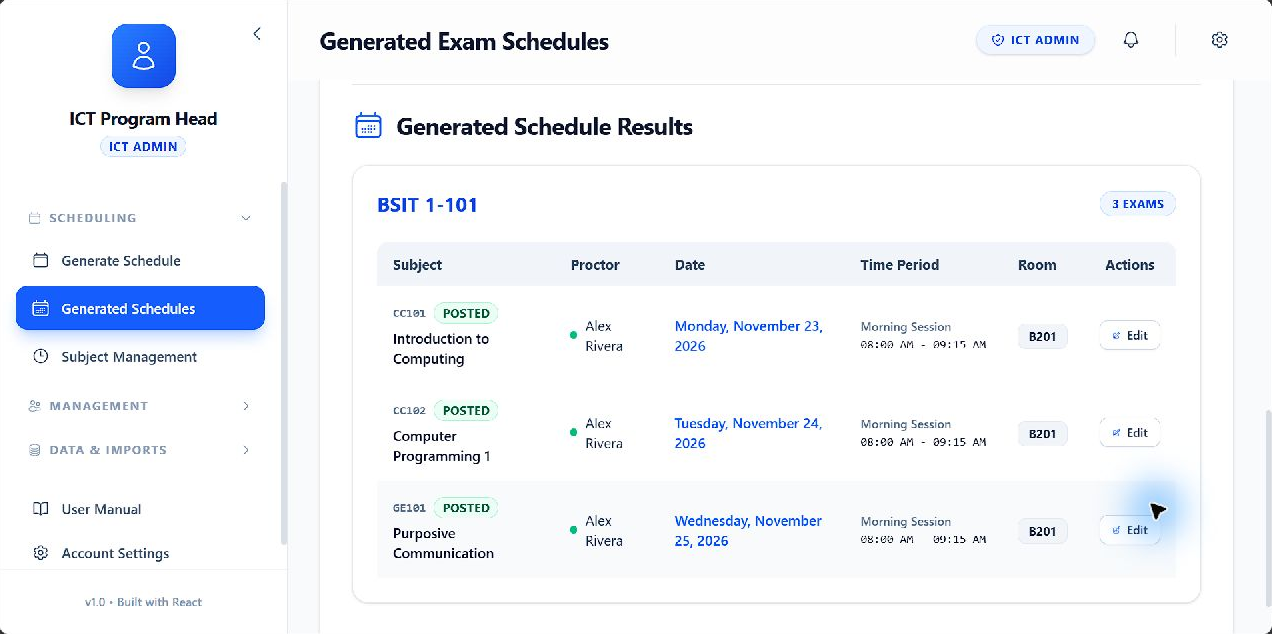 ICT Program Head
ICT ADMIN
SCHEDULING
Generate Schedule
Generated Schedules
Subject Management
MANAGEMENT
DATA & IMPORTS
User Manual
Account Settings
v1.0 • Built with React
Generated Exam Schedules
ICT ADMIN
Generated Schedule Results
BSIT 1-101
3 EXAMS
Subject Proctor Date Time Period Room Actions
CC101 POSTED
Introduction to
Computing
Alex
Rivera
Monday, November 23,
2026
Morning Session
08:00 AM - 09:15 AM
B201
Edit
CC102 POSTED
Computer
Programming 1
Alex
Rivera
Tuesday, November 24,
2026
Morning Session
08:00 AM - 09:15 AM
B201
Edit
GE101 POSTED
Purposive
Communication
Alex
Rivera
Wednesday, November
25, 2026
Morning Session
08:00 AM - 09:15 AM
B201
Edit